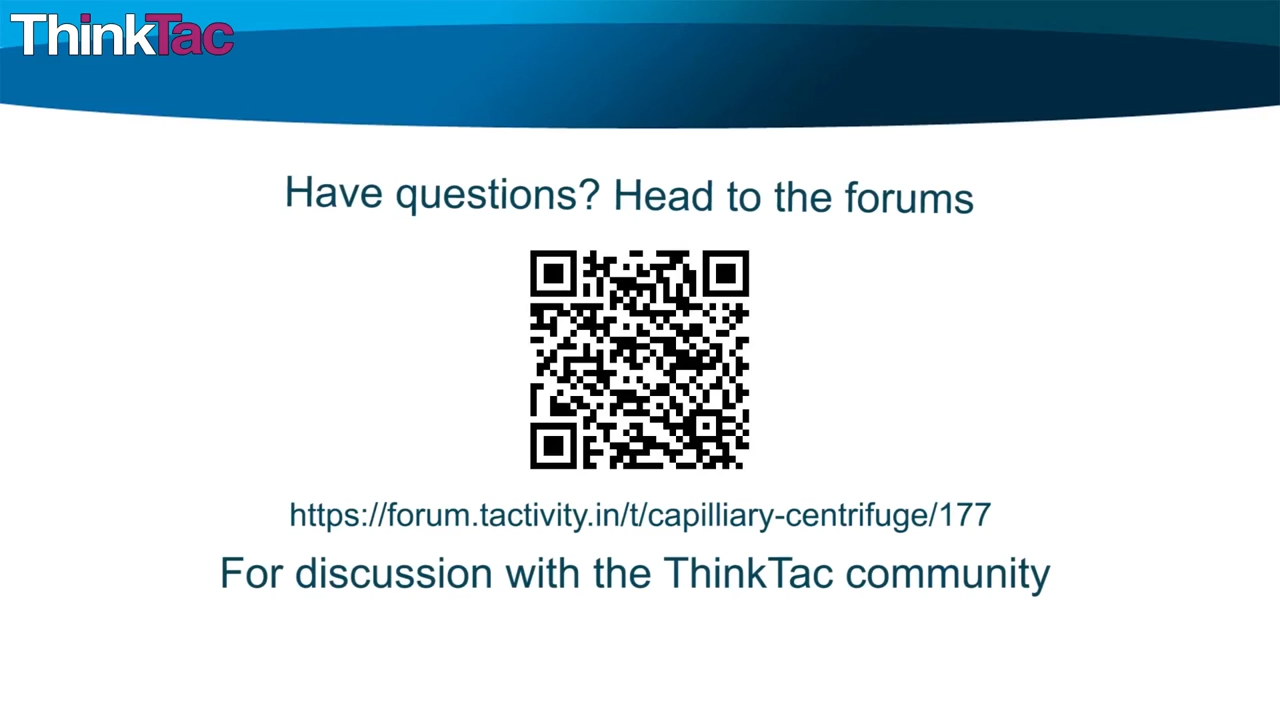 ThinkTac
Have questions? Head to the forums
https://forum.tactivity.in/t/capilliary-centrifuge/177
For discussion with the ThinkTac community